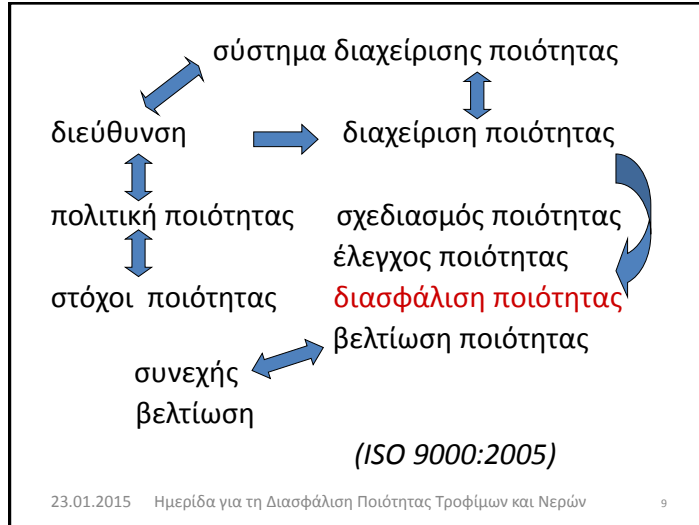 σύστημα διαχείρισης ποιότητας
διεύθυνση διαχείριση ποιότητας
πολιτική ποιότητας σχεδιασμός ποιότητας
έλεγχος ποιότητας
στόχοι ποιότητας διασφάλιση ποιότητας
βελτίωση ποιότητας
συνεχής
βελτίωση
(ISO 9000:2005)
23.01.2015 Ημερίδα για τη Διασφάλιση Ποιότητας Τροφίμων και Νερών 9